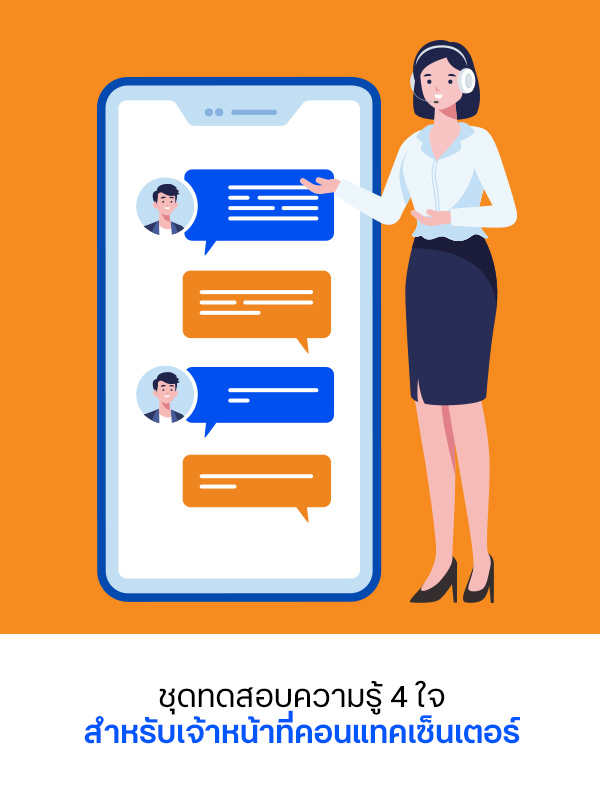 ชุดทดสอบความรู้ 4 ใจ
สำหรับเจ้าหน้าที่คอนแทคเซ็นเตอร์